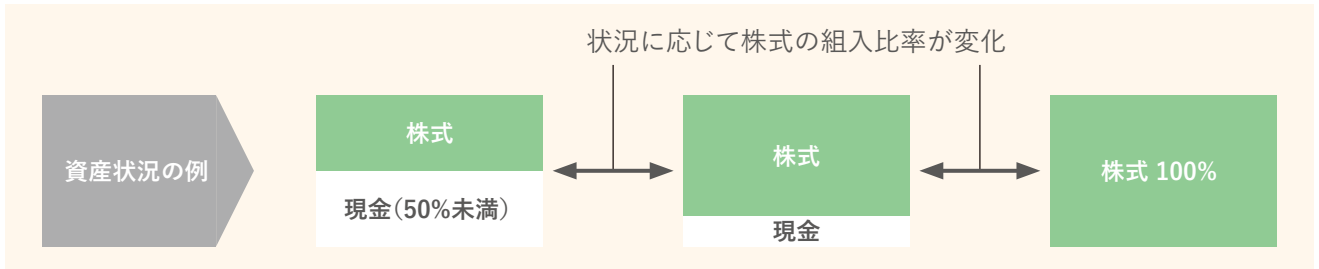 状況に応じて株式の組入比率が変化
資産状況の例
株式
現金(50%未満)
株式
現金
株式 100%